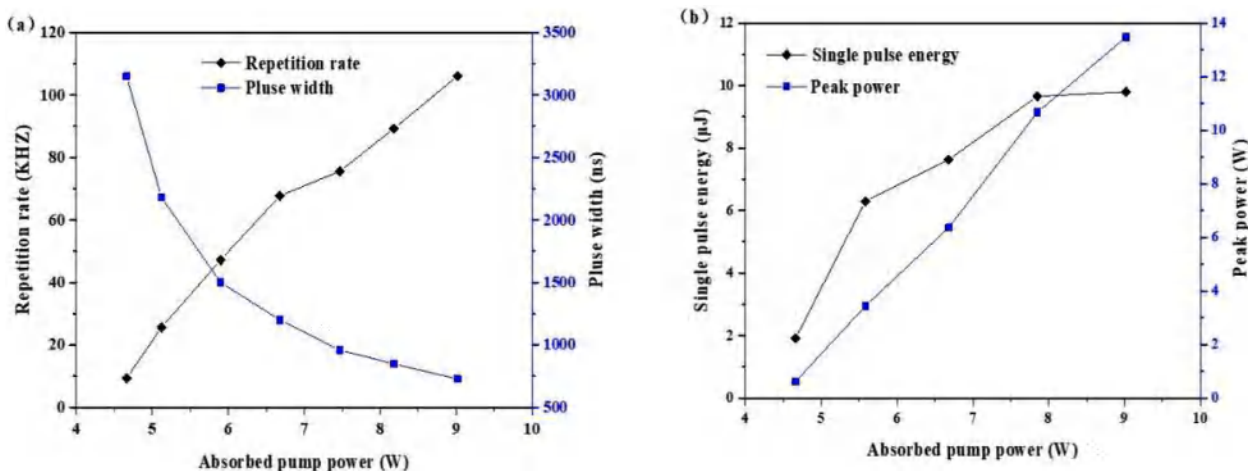 (a)
120
100
80
60
40
20
0
Repetition rate (KHZ)
Repetition rate
Pluse width
3500
3000
2500
2000
1500
1000
500
Pluse width (ns)
4 5 6 7 8 9 10
Absorbed pump power (W)
(b)
12
10
8
6
4
2
0
Single pulse energy (μJ)
Single pulse energy
Peak power
14
12
10
8
6
4
2
0
Peak power (W)
4 5 6 7 8 9 10
Absorbed pump power (W)